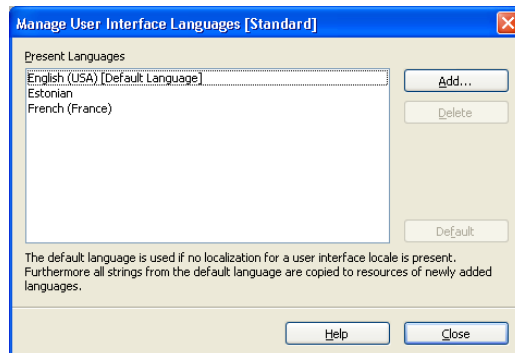 Manage User Interface Languages [Standard]
Present Languages
English (USA) [Default Language]
Estonian
French (France)
Add...
Delete
Default
The default language is used if no localization for a user interface locale is present.
Furthermore all strings from the default language are copied to resources of newly added
languages.
Help
Close